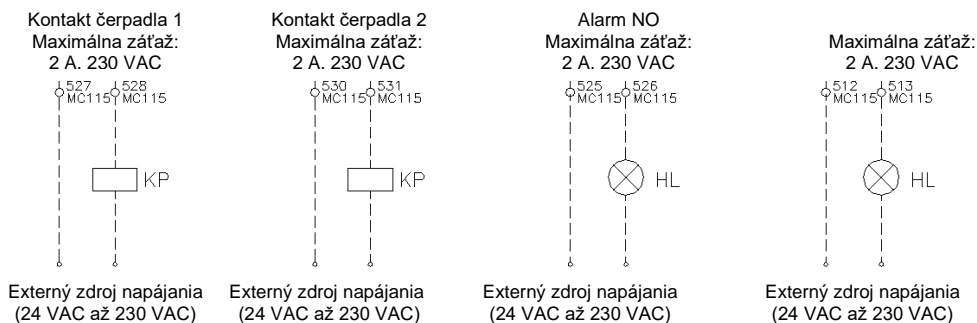 Kontakt čerpadla 1
Maximálna záťaž:
2 A. 230 VAC
527
MC115
528
MC115
KP
Externý zdroj napájania
(24 VAC až 230 VAC)
Kontakt čerpadla 2
Maximálna záťaž:
2 A. 230 VAC
530
MC115
531
MC115
KP
Externý zdroj napájania
(24 VAC až 230 VAC)
Alarm NO
Maximálna záťaž:
2 A. 230 VAC
525
MC115
526
MC115
HL
Externý zdroj napájania
(24 VAC až 230 VAC)
Maximálna záťaž:
2 A. 230 VAC
512
MC115
513
MC115
HL
Externý zdroj napájania
(24 VAC až 230 VAC)